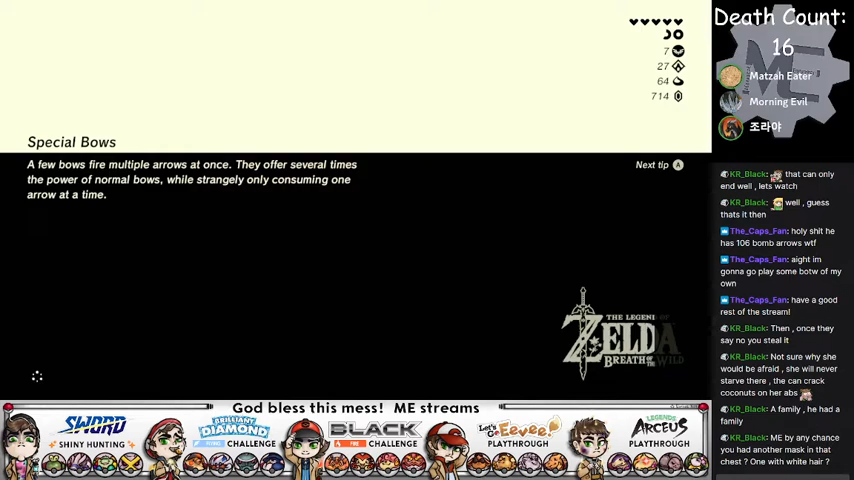 7
27
64
714
Special Bows
A few bows fire multiple arrows at once. They offer several times
the power of normal bows, while strangely only consuming one
arrow at a time.
Next tip A
THE LEGEND OF
ZELDA
BREATH OF THE WILD
Death Count:
16
Matzah Eater
Morning Evil
조라야
KR_Black: that can only
end well , lets watch
KR_Black: well , guess
thats it then
The_Caps_Fan: holy shit he
has 106 bomb arrows wtf
The_Caps_Fan: aight im
gonna go play some botw of my
own
The_Caps_Fan: have a good
rest of the stream!
KR_Black: Then , once they
say no you steal it
KR_Black: Not sure why she
would be afraid , she will never
starve there , the can crack
coconuts on her abs
KR_Black: A family , he had a
family
KR_Black: ME by any chance
you had another mask in that
chest ? One with white hair ?
God bless this mess! ME streams
SWORD
SHINY HUNTING
BRILLIANT
DIAMOND
CHALLENGE
BLACK
FIRE CHALLENGE
Let's Go
Eevee!
PLAYTHROUGH
LEGENDS
ARCEUS
PLAYTHROUGH